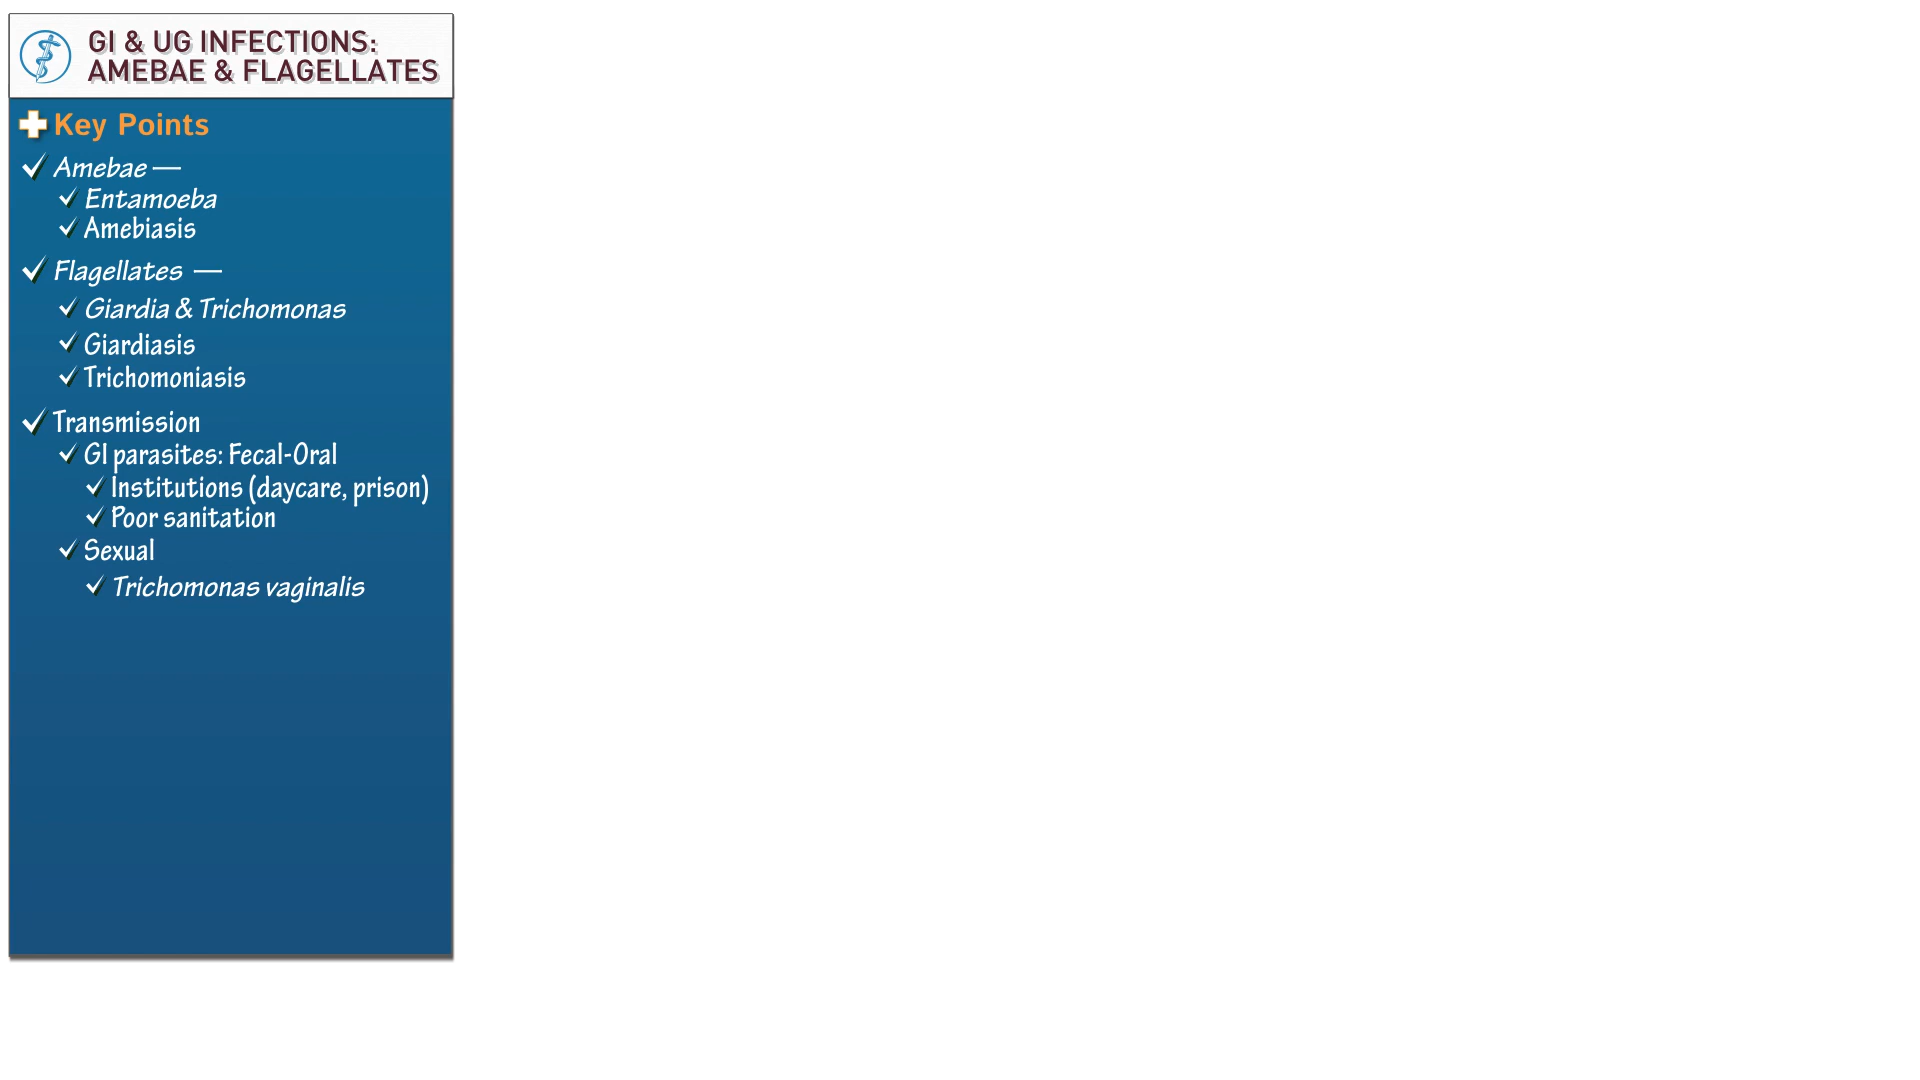 GI & UG INFECTIONS:
AMEBAE & FLAGELLATES
Key Points
Amebae —
Entamoeba
Amebiasis
Flagellates —
Giardia & Trichomonas
Giardiasis
Trichomoniasis
Transmission
GI parasites: Fecal-Oral
Institutions (daycare, prison)
Poor sanitation
Sexual
Trichomonas vaginalis